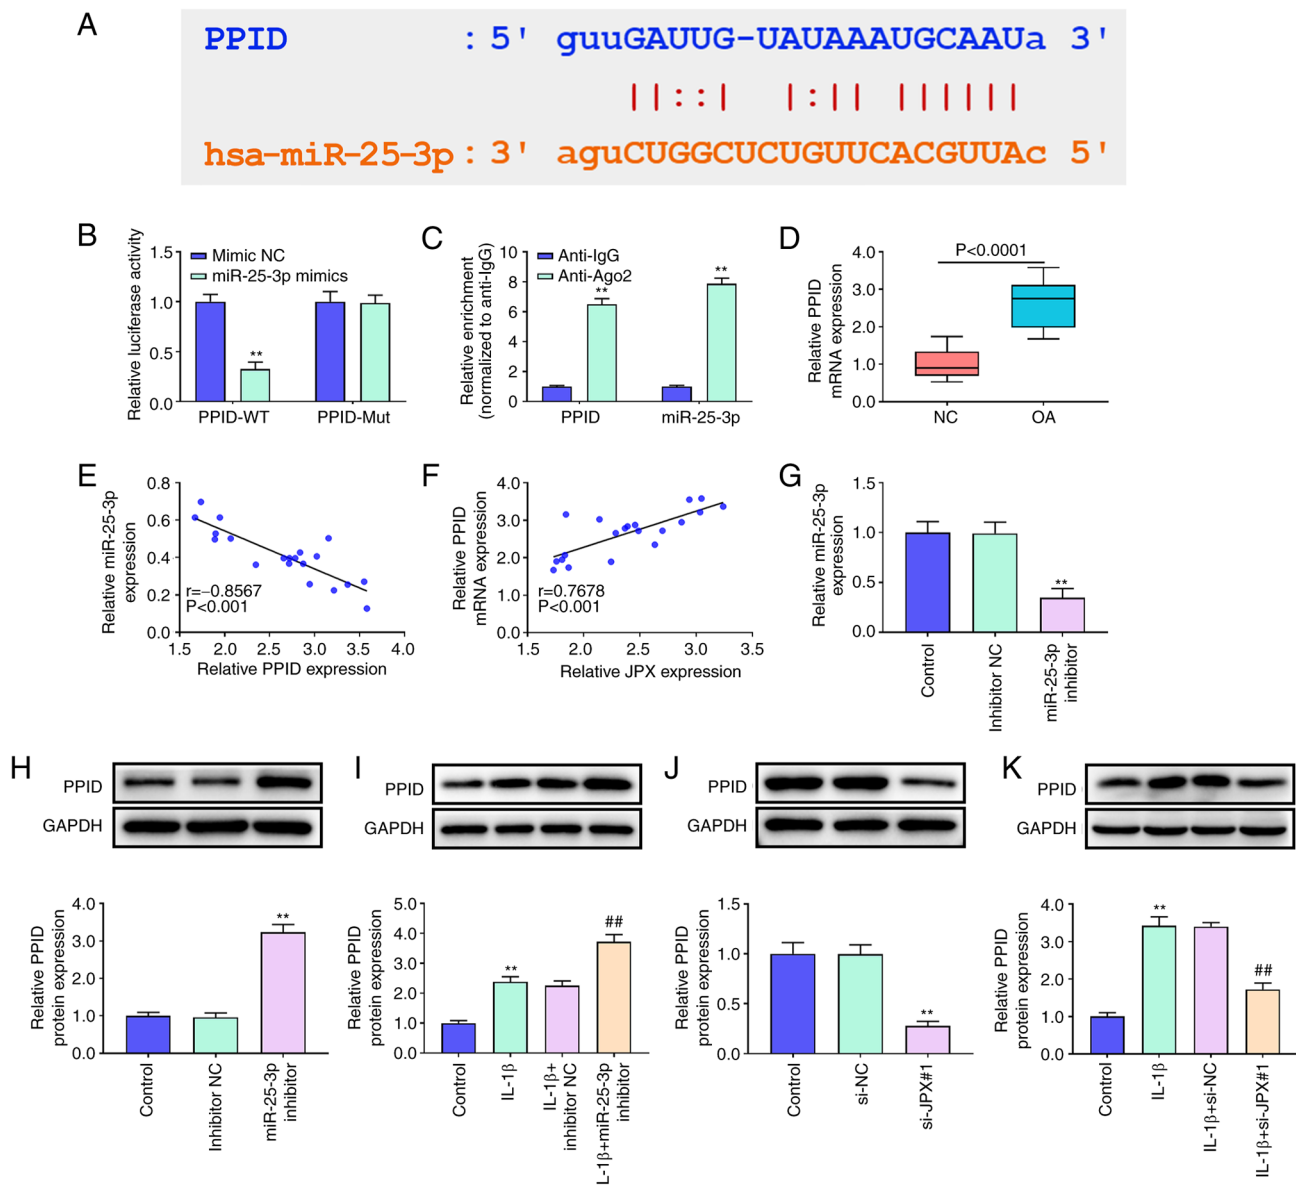 A
PPID : 5' guuGAUUG-UAUAAAUGCAAUa 3'
||::| |:|| ||||||
hsa-miR-25-3p : 3' aguCUGGCUCUGUUCACGUUAc 5'
B
Relative luciferase activity
1.5
1.0
0.5
0.0
Mimic NC
miR-25-3p mimics
**
PPID-WT
PPID-Mut
C
Relative enrichment
(normalized to anti-IgG)
10
8
6
4
2
0
Anti-IgG
Anti-Ago2
**
**
PPID
miR-25-3p
D
Relative PPID
mRNA expression
4.0
3.0
2.0
1.0
0.0
P<0.0001
NC
OA
E
Relative miR-25-3p
expression
0.8
0.6
0.4
0.2
0.0
r=-0.8567
P<0.001
1.5 2.0 2.5 3.0 3.5 4.0
Relative PPID expression
F
Relative PPID
mRNA expression
4.0
3.0
2.0
1.0
0.0
r=0.7678
P<0.001
1.5 2.0 2.5 3.0 3.5
Relative JPX expression
G
Relative miR-25-3p
expression
1.5
1.0
0.5
0.0
**
Control
Inhibitor NC
miR-25-3p
inhibitor
H
PPID
GAPDH
Relative PPID
protein expression
4.0
3.0
2.0
1.0
0.0
**
Control
Inhibitor NC
miR-25-3p
inhibitor
I
PPID
GAPDH
Relative PPID
protein expression
5.0
4.0
3.0
2.0
1.0
0.0
**
##
Control
IL-1β
IL-1β+
inhibitor NC
L-1β+miR-25-3p
inhibitor
J
PPID
GAPDH
Relative PPID
protein expression
1.5
1.0
0.5
0.0
**
Control
si-NC
si-JPX#1
K
PPID
GAPDH
Relative PPID
protein expression
4.0
3.0
2.0
1.0
0.0
**
##
Control
IL-1β
IL-1β+si-NC
IL-1β+si-JPX#1